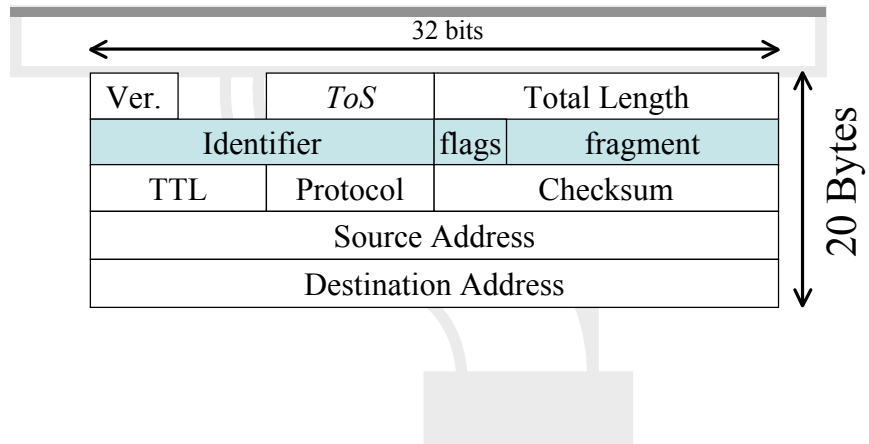 32 bits
Ver. ToS Total Length
Identifier flags fragment
TTL Protocol Checksum
Source Address
Destination Address
20 Bytes